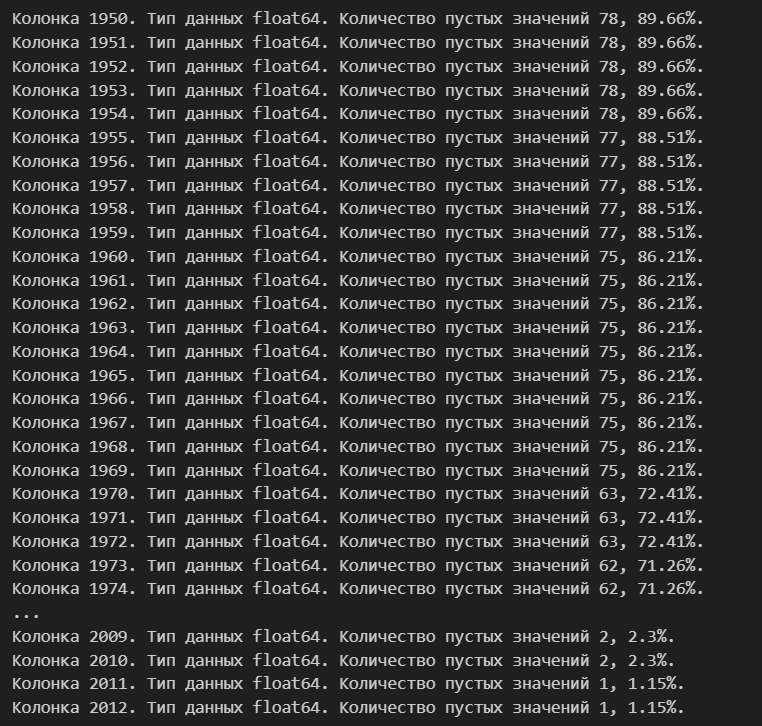 Колонка 1950. Тип данных float64. Количество пустых значений 78, 89.66%.
Колонка 1951. Тип данных float64. Количество пустых значений 78, 89.66%.
Колонка 1952. Тип данных float64. Количество пустых значений 78, 89.66%.
Колонка 1953. Тип данных float64. Количество пустых значений 78, 89.66%.
Колонка 1954. Тип данных float64. Количество пустых значений 78, 89.66%.
Колонка 1955. Тип данных float64. Количество пустых значений 77, 88.51%.
Колонка 1956. Тип данных float64. Количество пустых значений 77, 88.51%.
Колонка 1957. Тип данных float64. Количество пустых значений 77, 88.51%.
Колонка 1958. Тип данных float64. Количество пустых значений 77, 88.51%.
Колонка 1959. Тип данных float64. Количество пустых значений 77, 88.51%.
Колонка 1960. Тип данных float64. Количество пустых значений 75, 86.21%.
Колонка 1961. Тип данных float64. Количество пустых значений 75, 86.21%.
Колонка 1962. Тип данных float64. Количество пустых значений 75, 86.21%.
Колонка 1963. Тип данных float64. Количество пустых значений 75, 86.21%.
Колонка 1964. Тип данных float64. Количество пустых значений 75, 86.21%.
Колонка 1965. Тип данных float64. Количество пустых значений 75, 86.21%.
Колонка 1966. Тип данных float64. Количество пустых значений 75, 86.21%.
Колонка 1967. Тип данных float64. Количество пустых значений 75, 86.21%.
Колонка 1968. Тип данных float64. Количество пустых значений 75, 86.21%.
Колонка 1969. Тип данных float64. Количество пустых значений 75, 86.21%.
Колонка 1970. Тип данных float64. Количество пустых значений 63, 72.41%.
Колонка 1971. Тип данных float64. Количество пустых значений 63, 72.41%.
Колонка 1972. Тип данных float64. Количество пустых значений 63, 72.41%.
Колонка 1973. Тип данных float64. Количество пустых значений 62, 71.26%.
Колонка 1974. Тип данных float64. Количество пустых значений 62, 71.26%.
...
Колонка 2009. Тип данных float64. Количество пустых значений 2, 2.3%.
Колонка 2010. Тип данных float64. Количество пустых значений 2, 2.3%.
Колонка 2011. Тип данных float64. Количество пустых значений 1, 1.15%.
Колонка 2012. Тип данных float64. Количество пустых значений 1, 1.15%.